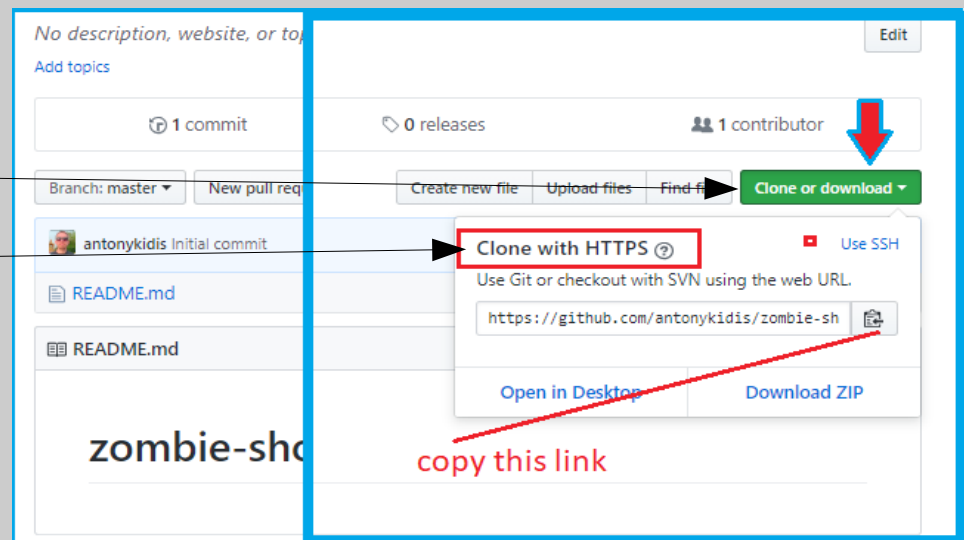 No description, website, or top
Edit
Add topics
1 commit
0 releases
1 contributor
Branch: master
New pull requ
Create new file
Upload files
Find fi
Clone or download
antonykidis Initial commit
Clone with HTTPS
Use SSH
Use Git or checkout with SVN using the web URL.
README.md
https://github.com/antonykidis/zombie-sh
README.md
Open in Desktop
Download ZIP
zombie-sho
copy this link